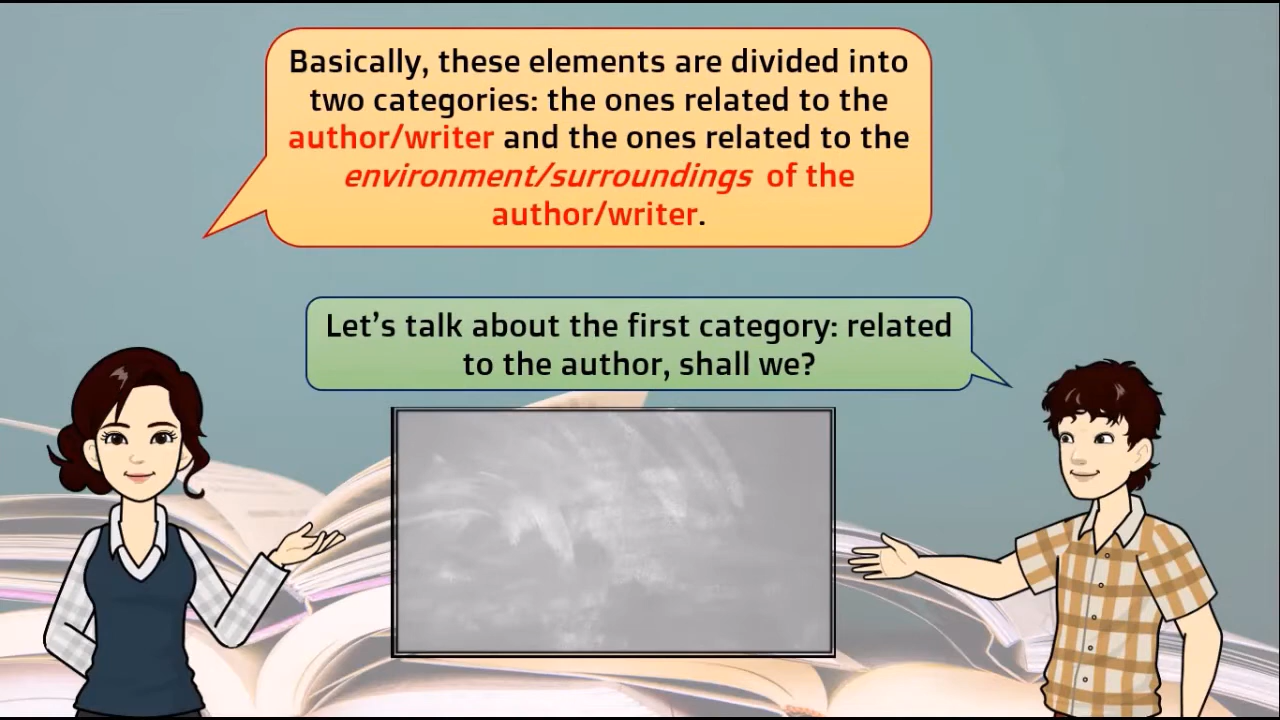 Basically, these elements are divided into
two categories: the ones related to the
author/writer and the ones related to the
environment/surroundings of the
author/writer.
Let’s talk about the first category: related
to the author, shall we?